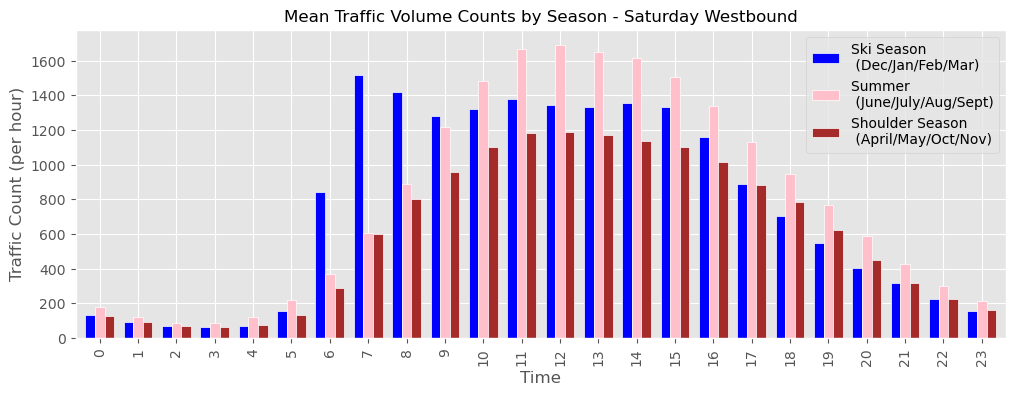 Mean Traffic Volume Counts by Season - Saturday Westbound
Traffic Count (per hour)
1600
1400
1200
1000
800
600
400
200
0
Ski Season
(Dec/Jan/Feb/Mar)
Summer
(June/July/Aug/Sept)
Shoulder Season
(April/May/Oct/Nov)
0 1 2 3 4 5 6 7 8 9 10 11 12 13 14 15 16 17 18 19 20 21 22 23
Time